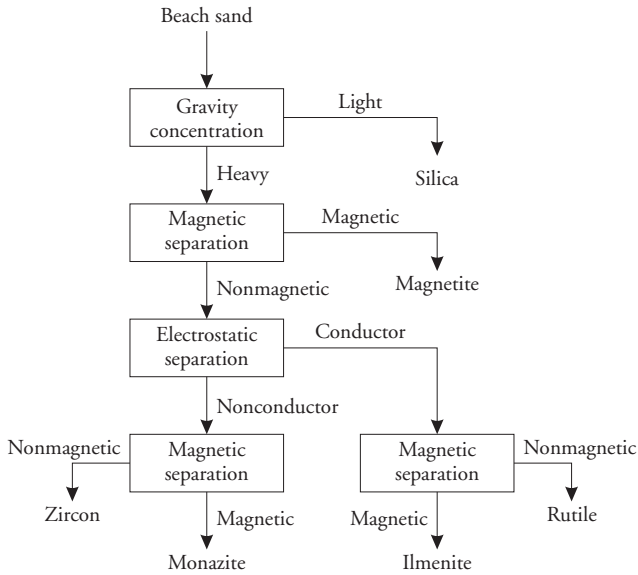 Beach sand
Gravity
concentration
Light
Silica
Heavy
Magnetic
separation
Magnetic
Magnetite
Nonmagnetic
Electrostatic
separation
Conductor
Nonconductor
Nonmagnetic
Magnetic
separation
Magnetic
separation
Nonmagnetic
Zircon
Magnetic
Magnetic
Rutile
Monazite
Ilmenite